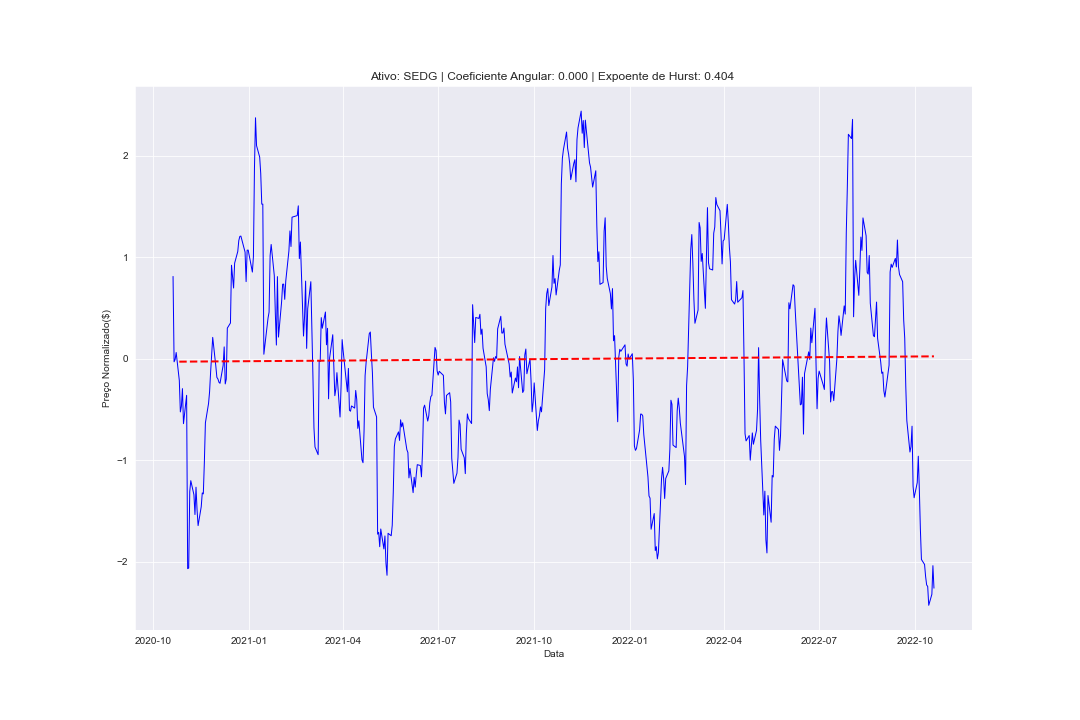 Ativo: SEDG | Coeficiente Angular: 0.000 | Expoente de Hurst: 0.404
Preço Normalizado($)
2
1
0
−1
−2
2020-10 2021-01 2021-04 2021-07 2021-10 2022-01 2022-04 2022-07 2022-10
Data